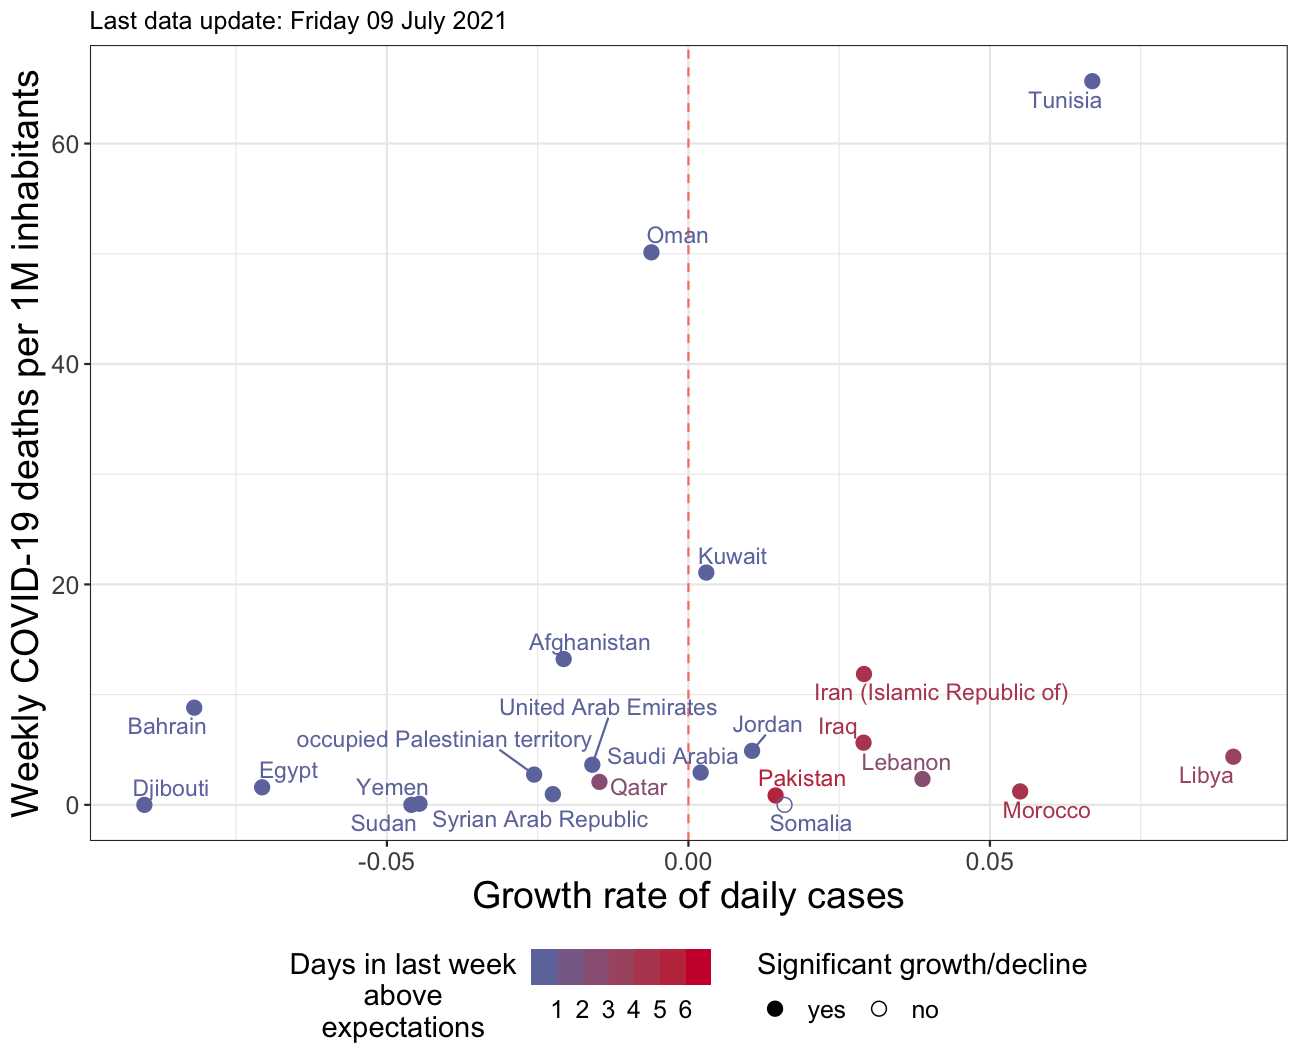 Last data update: Friday 09 July 2021
Weekly COVID-19 deaths per 1M inhabitants
60
40
20
0
Tunisia
Oman
Kuwait
Afghanistan
Iran (Islamic Republic of)
United Arab Emirates
Bahrain
Jordan
Iraq
occupied Palestinian territory
Saudi Arabia
Lebanon
Egypt
Libya
Pakistan
Djibouti
Yemen
Qatar
Morocco
Sudan
Syrian Arab Republic
Somalia
-0.05
0.00
0.05
Growth rate of daily cases
Days in last week
above
expectations
1 2 3 4 5 6
Significant growth/decline
yes
no